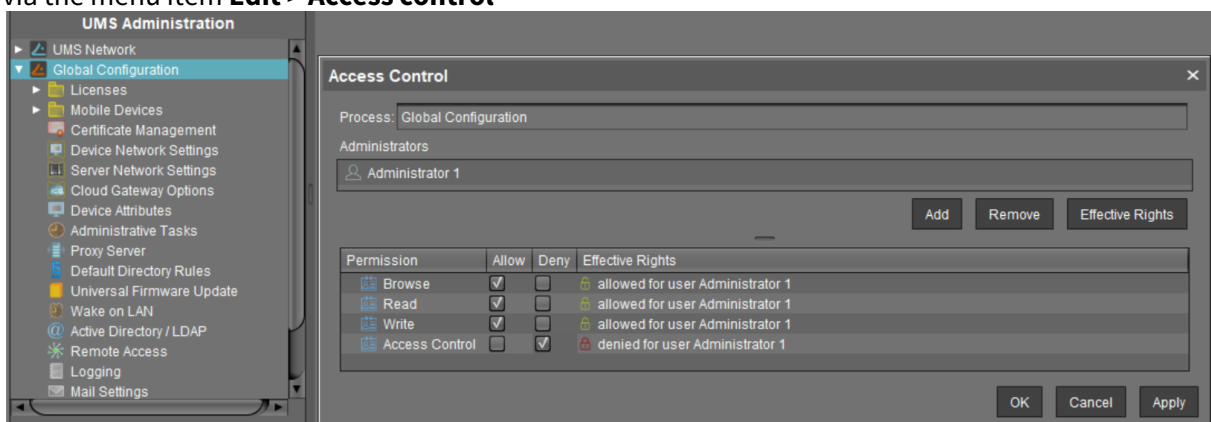 via the menu item Edit > Access control
UMS Administration
UMS Network
Global Configuration
Licenses
Mobile Devices
Certificate Management
Device Network Settings
Server Network Settings
Cloud Gateway Options
Device Attributes
Administrative Tasks
Proxy Server
Default Directory Rules
Universal Firmware Update
Wake on LAN
Active Directory / LDAP
Remote Access
Logging
Mail Settings
Access Control
Process: Global Configuration
Administrators
Administrator 1
Add Remove Effective Rights
Permission Allow Deny Effective Rights
Browse allowed for user Administrator 1
Read allowed for user Administrator 1
Write allowed for user Administrator 1
Access Control denied for user Administrator 1
OK Cancel Apply